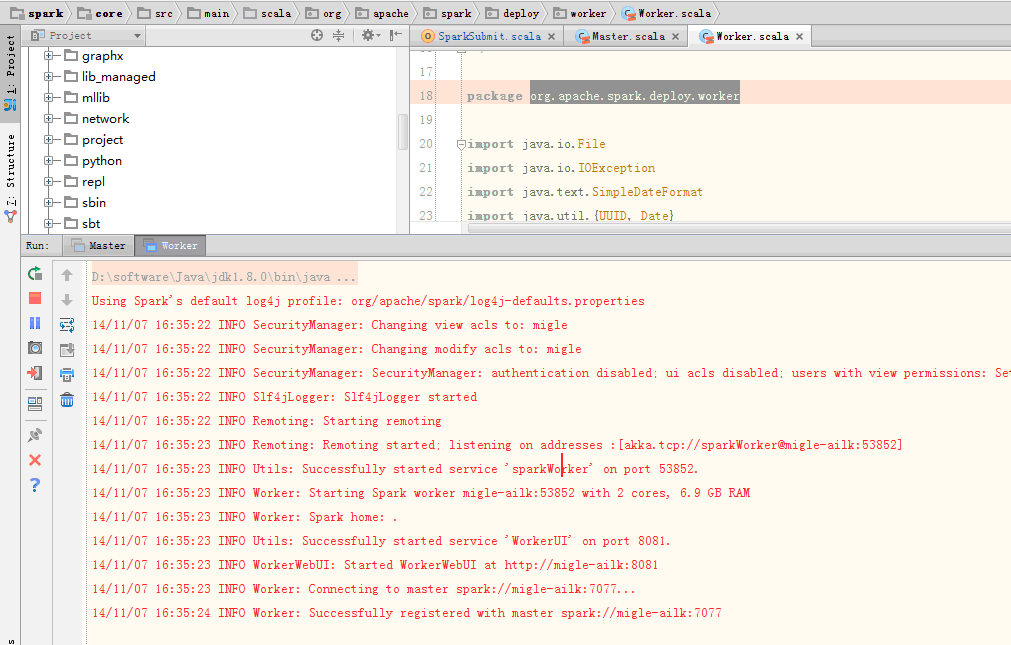 spark core src main scala org apache spark deploy worker Worker.scala
Project
SparkSubmit.scala Master.scala Worker.scala
1: Project
Z: Structure
graphx
lib_managed
mllib
network
project
python
repl
sbin
sbt
17
18 package org.apache.spark.deploy.worker
19
20 import java.io.File
21 import java.io.IOException
22 import java.text.SimpleDateFormat
23 import java.util.{UUID, Date}
Run: Master Worker
D:\software\Java\jdk1.8.0\bin\java ...
Using Spark's default log4j profile: org/apache/spark/log4j-defaults.properties
14/11/07 16:35:22 INFO SecurityManager: Changing view acls to: migle
14/11/07 16:35:22 INFO SecurityManager: Changing modify acls to: migle
14/11/07 16:35:22 INFO SecurityManager: SecurityManager: authentication disabled; ui acls disabled; users with view permissions: Set
14/11/07 16:35:22 INFO Slf4jLogger: Slf4jLogger started
14/11/07 16:35:22 INFO Remoting: Starting remoting
14/11/07 16:35:23 INFO Remoting: Remoting started; listening on addresses :[akka.tcp://sparkWorker@migle-ailk:53852]
14/11/07 16:35:23 INFO Utils: Successfully started service 'sparkWorker' on port 53852.
14/11/07 16:35:23 INFO Worker: Starting Spark worker migle-ailk:53852 with 2 cores, 6.9 GB RAM
14/11/07 16:35:23 INFO Worker: Spark home: .
14/11/07 16:35:23 INFO Utils: Successfully started service 'WorkerUI' on port 8081.
14/11/07 16:35:23 INFO WorkerWebUI: Started WorkerWebUI at http://migle-ailk:8081
14/11/07 16:35:23 INFO Worker: Connecting to master spark://migle-ailk:7077...
14/11/07 16:35:24 INFO Worker: Successfully registered with master spark://migle-ailk:7077